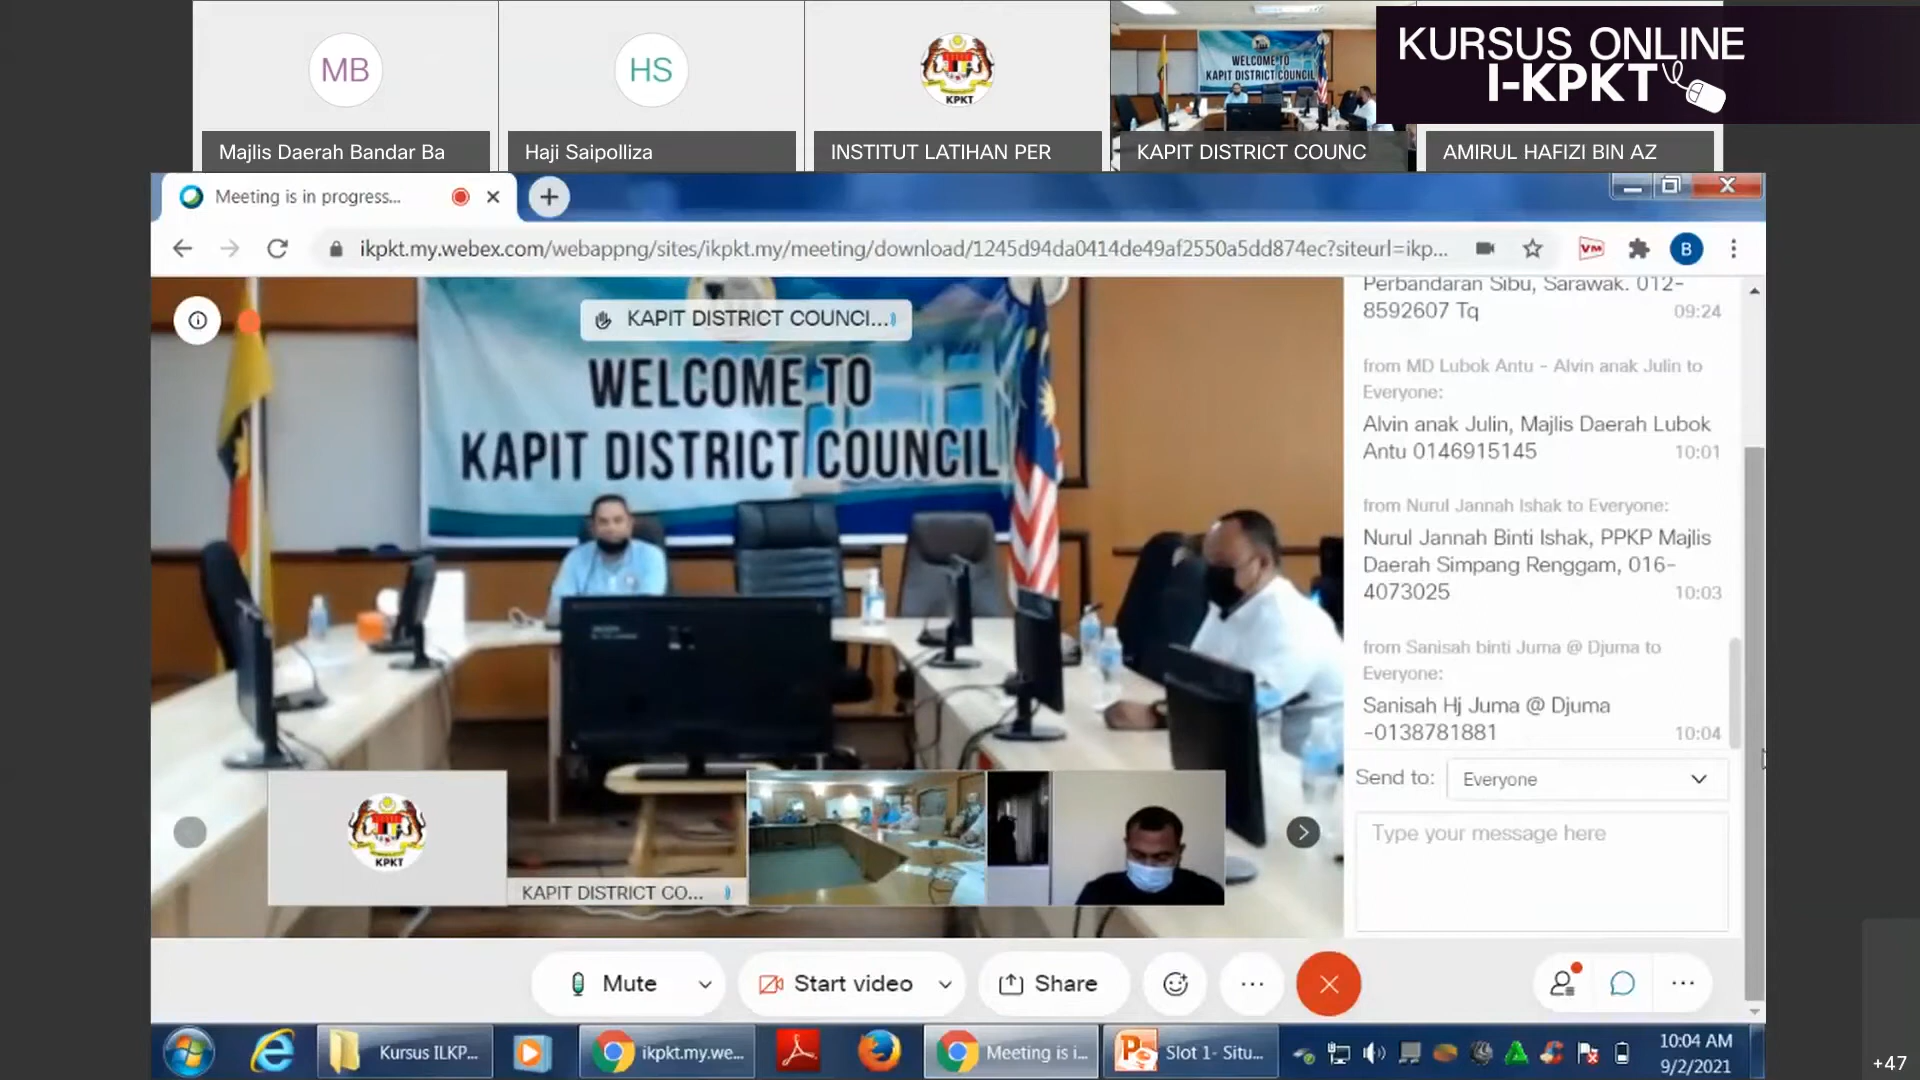 MB
HS
KPKT
WELCOME TO
KAPIT DISTRICT COUNCIL
KURSUS ONLINE
I-KPKT
Majlis Daerah Bandar Ba
Haji Saipolliza
INSTITUT LATIHAN PER
KAPIT DISTRICT COUNC
AMIRUL HAFIZI BIN AZ
Meeting is in progress...
ikpkt.my.webex.com/webappng/sites/ikpkt.my/meeting/download/1245d94da0414de49af2550a5dd874ec?siteurl=ikp...
VM
B
KAPIT DISTRICT COUNCI...
WELCOME TO
KAPIT DISTRICT COUNCIL
Perbandaran Sibu, Sarawak. 012-
8592607 Tq 09:24
from MD Lubok Antu - Alvin anak Julin to
Everyone:
Alvin anak Julin, Majlis Daerah Lubok
Antu 0146915145 10:01
from Nurul Jannah Ishak to Everyone:
Nurul Jannah Binti Ishak, PPKP Majlis
Daerah Simpang Renggam, 016-
4073025 10:03
from Sanisah binti Juma @ Djuma to
Everyone:
Sanisah Hj Juma @ Djuma
-0138781881 10:04
Send to: Everyone
Type your message here
KPKT
KAPIT DISTRICT CO...
Mute
Start video
Share
Kursus ILKP...
ikpkt.my.we...
Meeting is i...
Slot 1- Situ...
10:04 AM
9/2/2021
+47